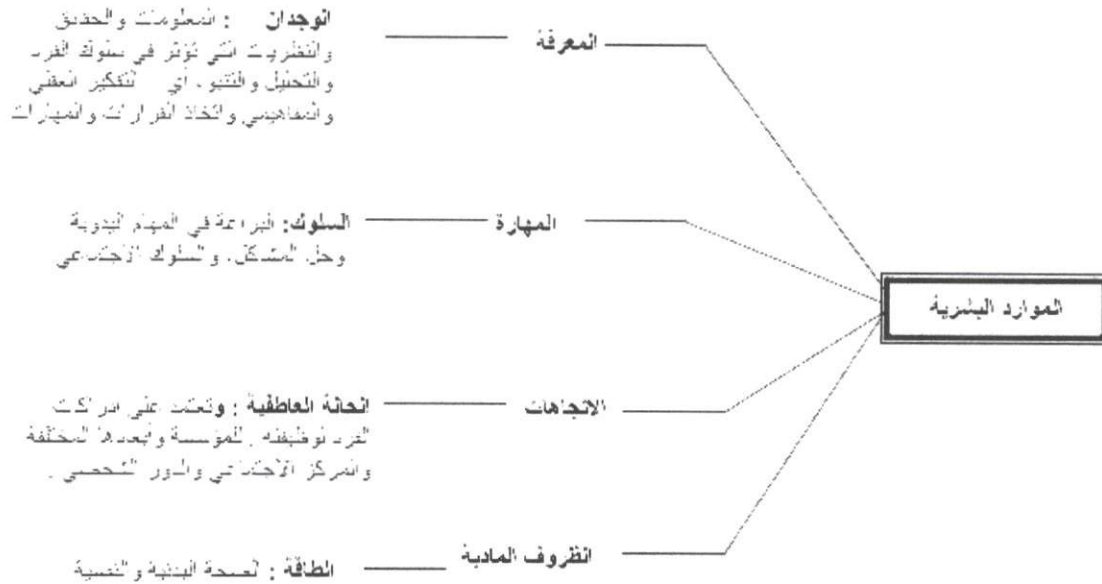 الموارد البشرية
المعرفة
الوجدان : المعلومات والحقائق
والنظريات التي تؤثر في سلوك الفرد
والتحليل والتنبؤ، أي التفكير العقلي
والمفاهيمي واتخاذ القرارات والمهارات
المهارة
السلوك: البراعة في المهام اليدوية
وحل المشاكل، والسلوك الاجتماعي
الاتجاهات
الحالة العاطفية : وتعتمد على ادراكات
الفرد لوظيفته , للمؤسسة وأبعادها المختلفة
والمركز الاجتماعي والدور الشخصي .
الظروف المادية
الطاقة : الصحة البدنية والنفسية